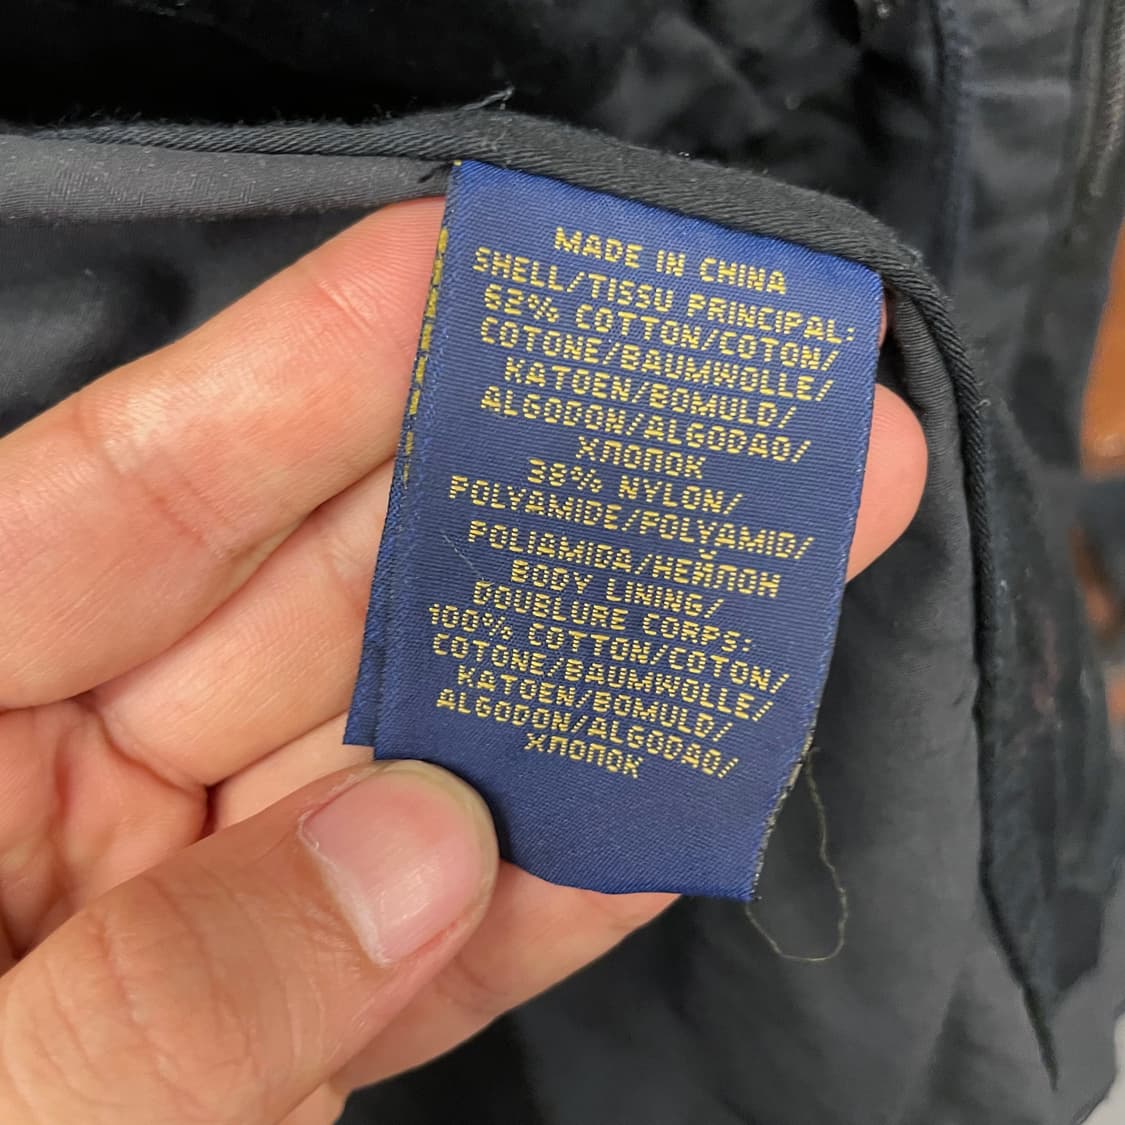 MADE IN CHINA
SHELL/TISSU PRINCIPAL:
62% COTTON/COTON/
COTONE/BAUMWOLLE/
KATOEN/BOMULD/
ALGODON/ALGODAO/
ХЛОПОК
38% NYLON/
POLYAMIDE/POLYAMID/
POLIAMIDA/НЕЙЛОН
BODY LINING/
DOUBLURE CORPS:
100% COTTON/COTON/
COTONE/BAUMWOLLE/
KATOEN/BOMULD/
ALGODON/ALGODAO/
ХЛОПОК